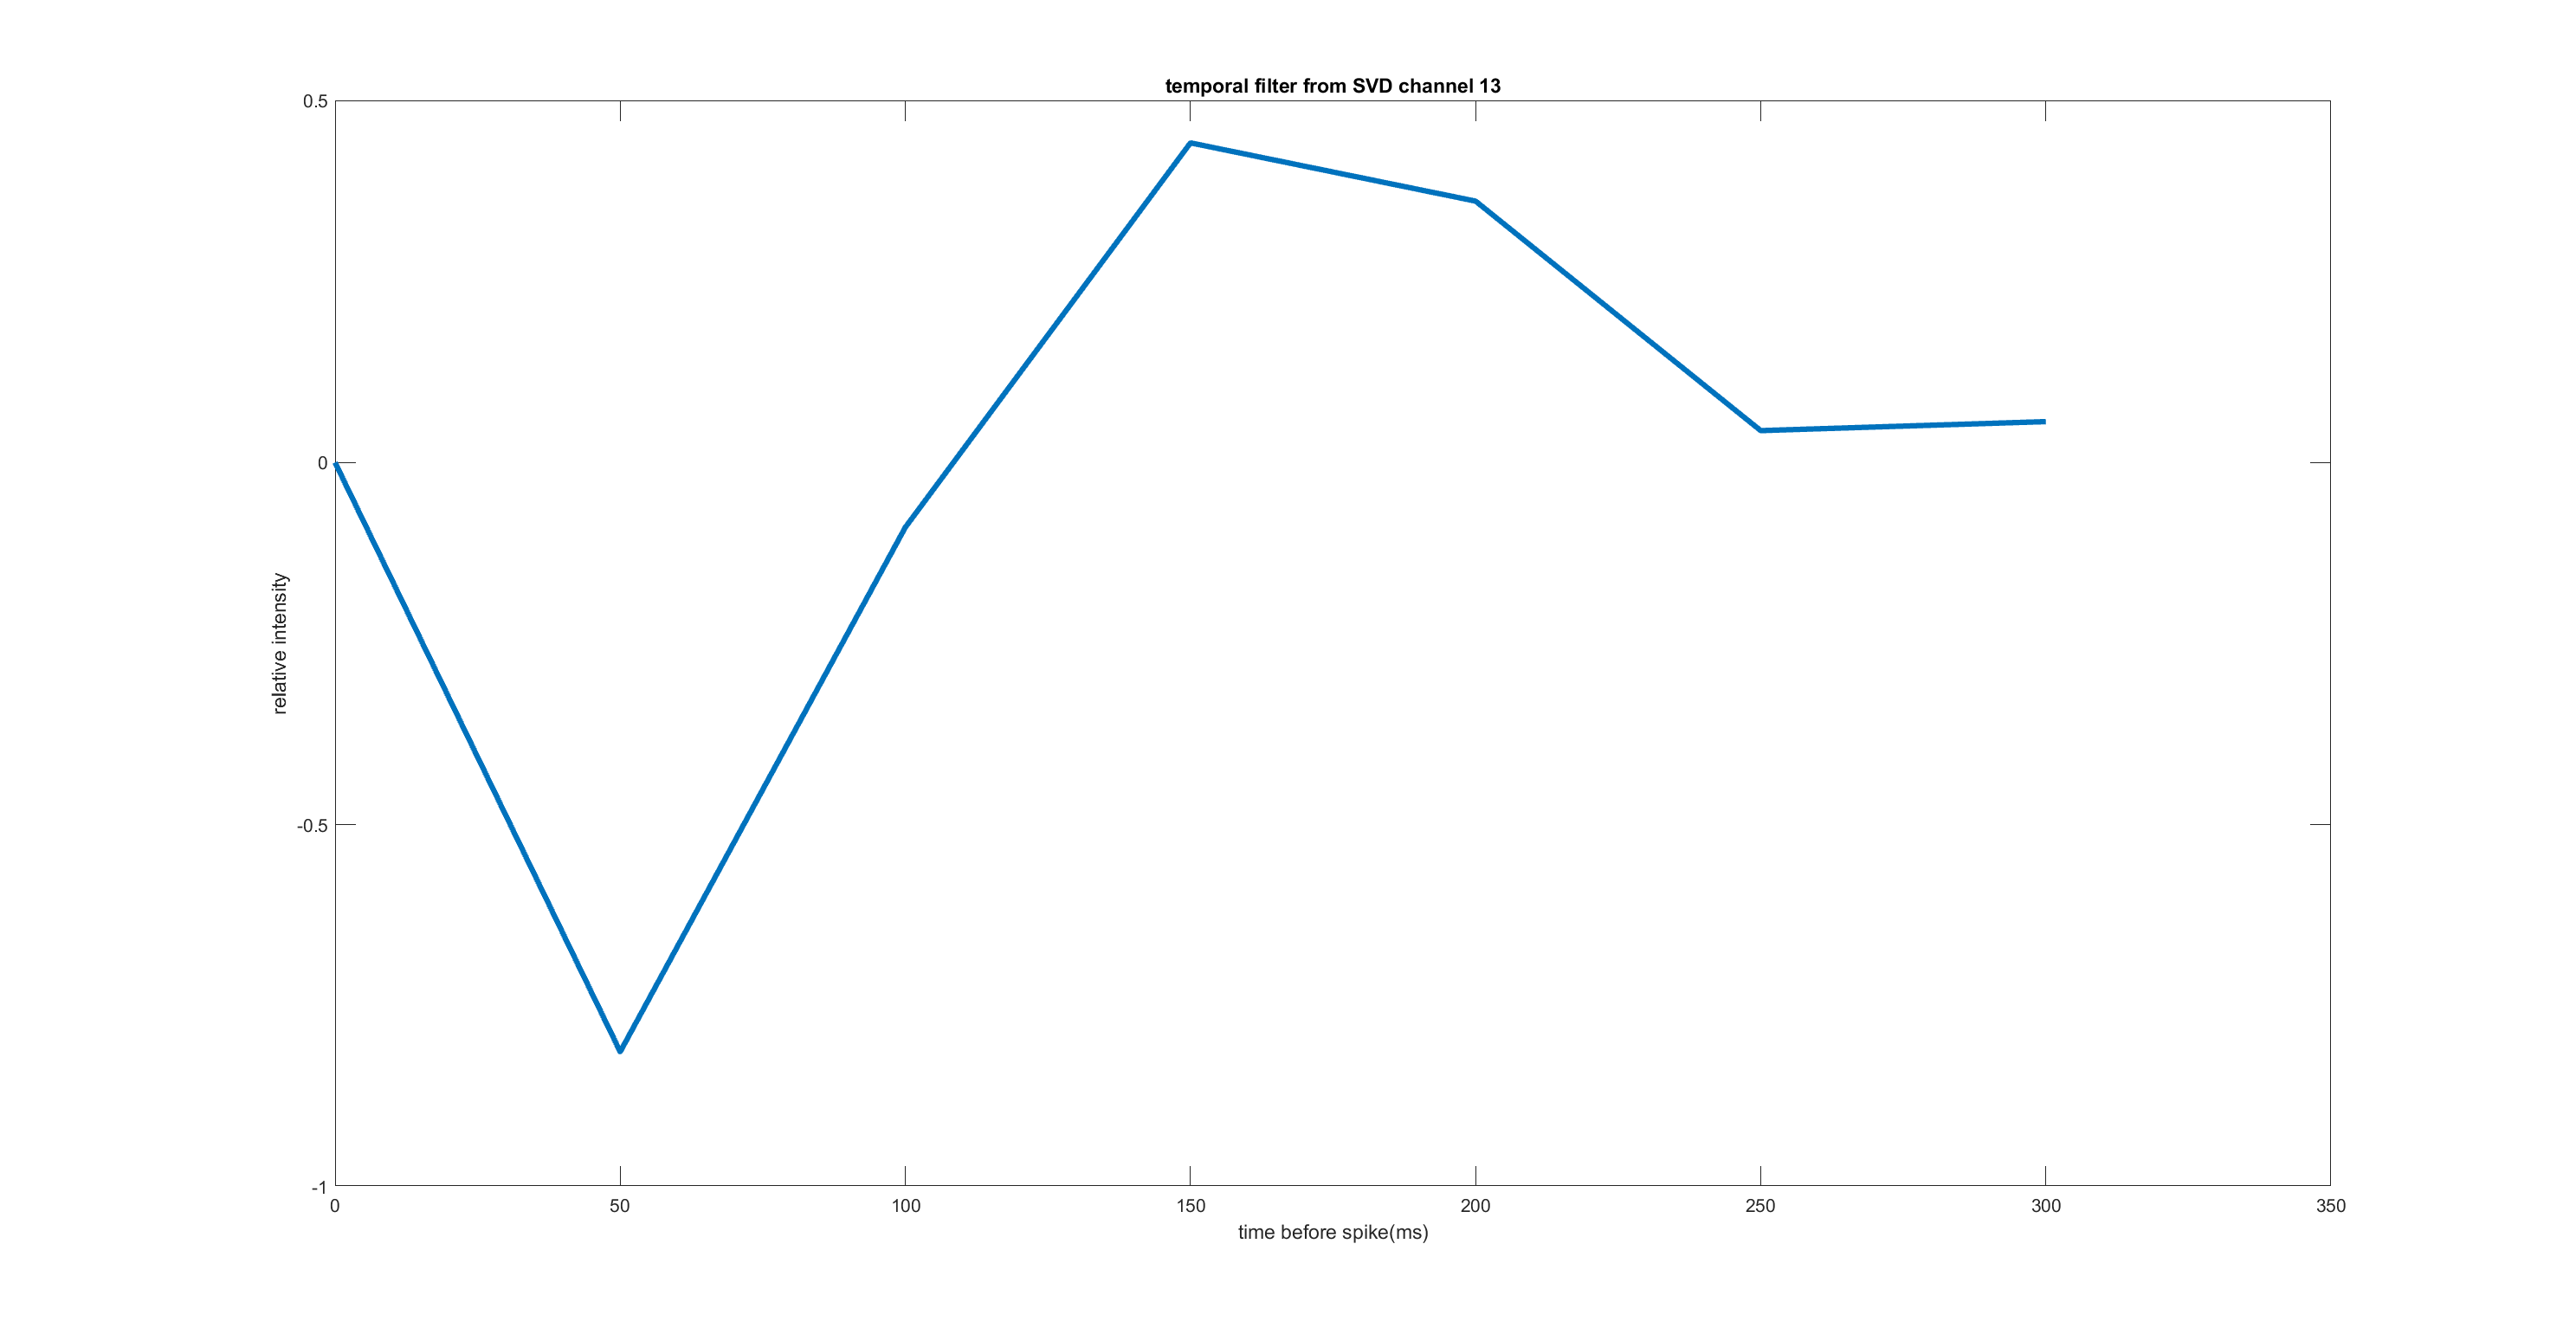 temporal filter from SVD channel 13
0.5
0
-0.5
-1
relative intensity
0 50 100 150 200 250 300 350
time before spike(ms)